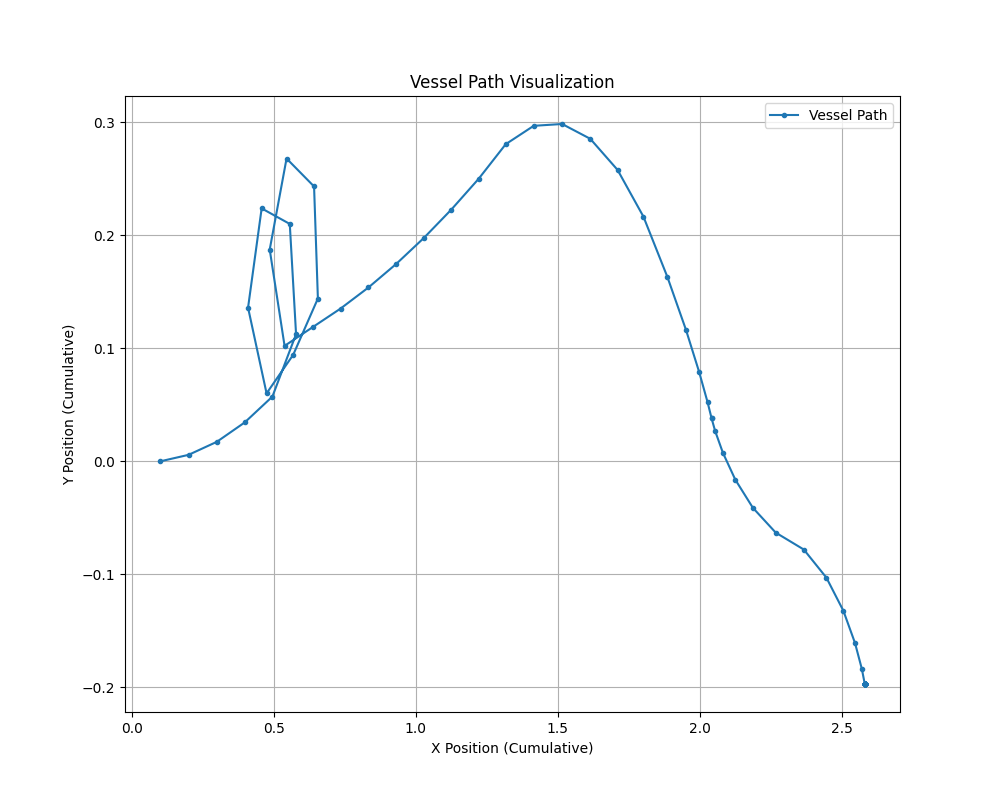 Vessel Path Visualization
Vessel Path
0.3
0.2
0.1
0.0
−0.1
−0.2
Y Position (Cumulative)
0.0 0.5 1.0 1.5 2.0 2.5
X Position (Cumulative)